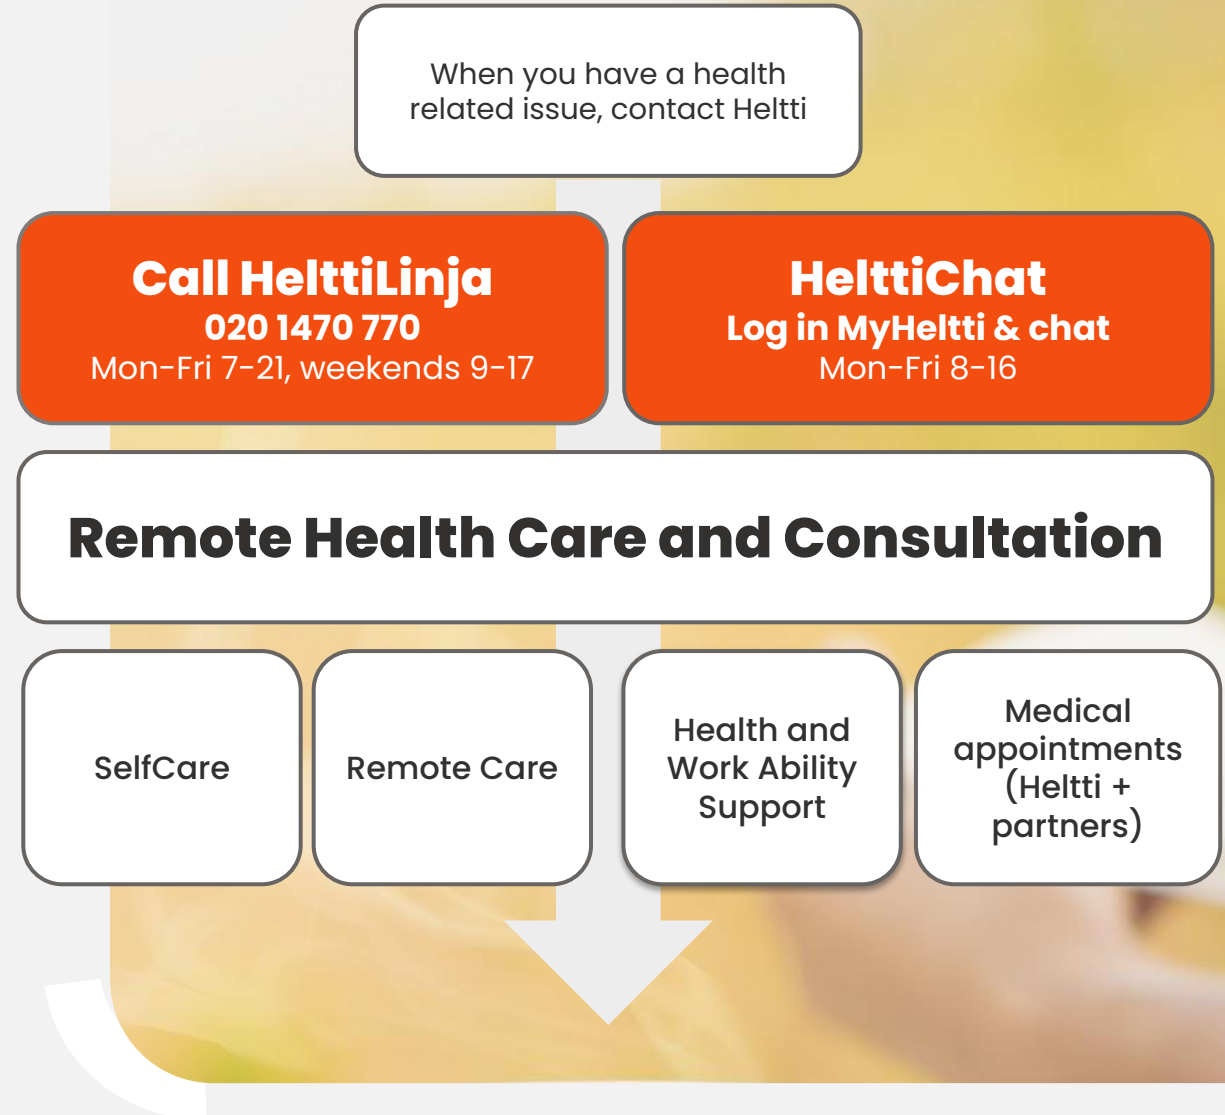 When you have a health
related issue, contact Heltti
Call HelttiLinja
020 1470 770
Mon-Fri 7-21, weekends 9-17
HelttiChat
Log in MyHeltti & chat
Mon-Fri 8-16
Remote Health Care and Consultation
SelfCare
Remote Care
Health and
Work Ability
Support
Medical
appointments
(Heltti +
partners)